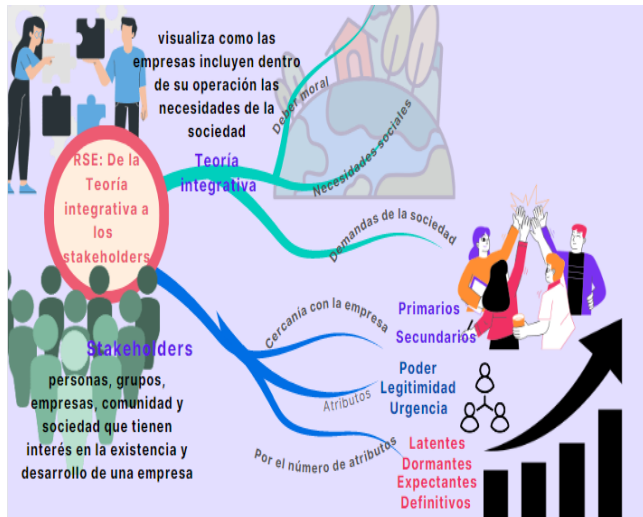 visualiza como las
empresas incluyen dentro
de su operación las
necesidades de la
sociedad
RSE: De la
Teoría
integrativa a
los
stakeholders
Teoría
integrativa
Deber moral
Necesidades sociales
Demandas de la sociedad
Stakeholders
personas, grupos,
empresas, comunidad y
sociedad que tienen
interés en la existencia y
desarrollo de una empresa
Cercanía con la empresa
Primarios
Secundarios
Atributos
Poder
Legitimidad
Urgencia
Por el número de atributos
Latentes
Dormantes
Expectantes
Definitivos